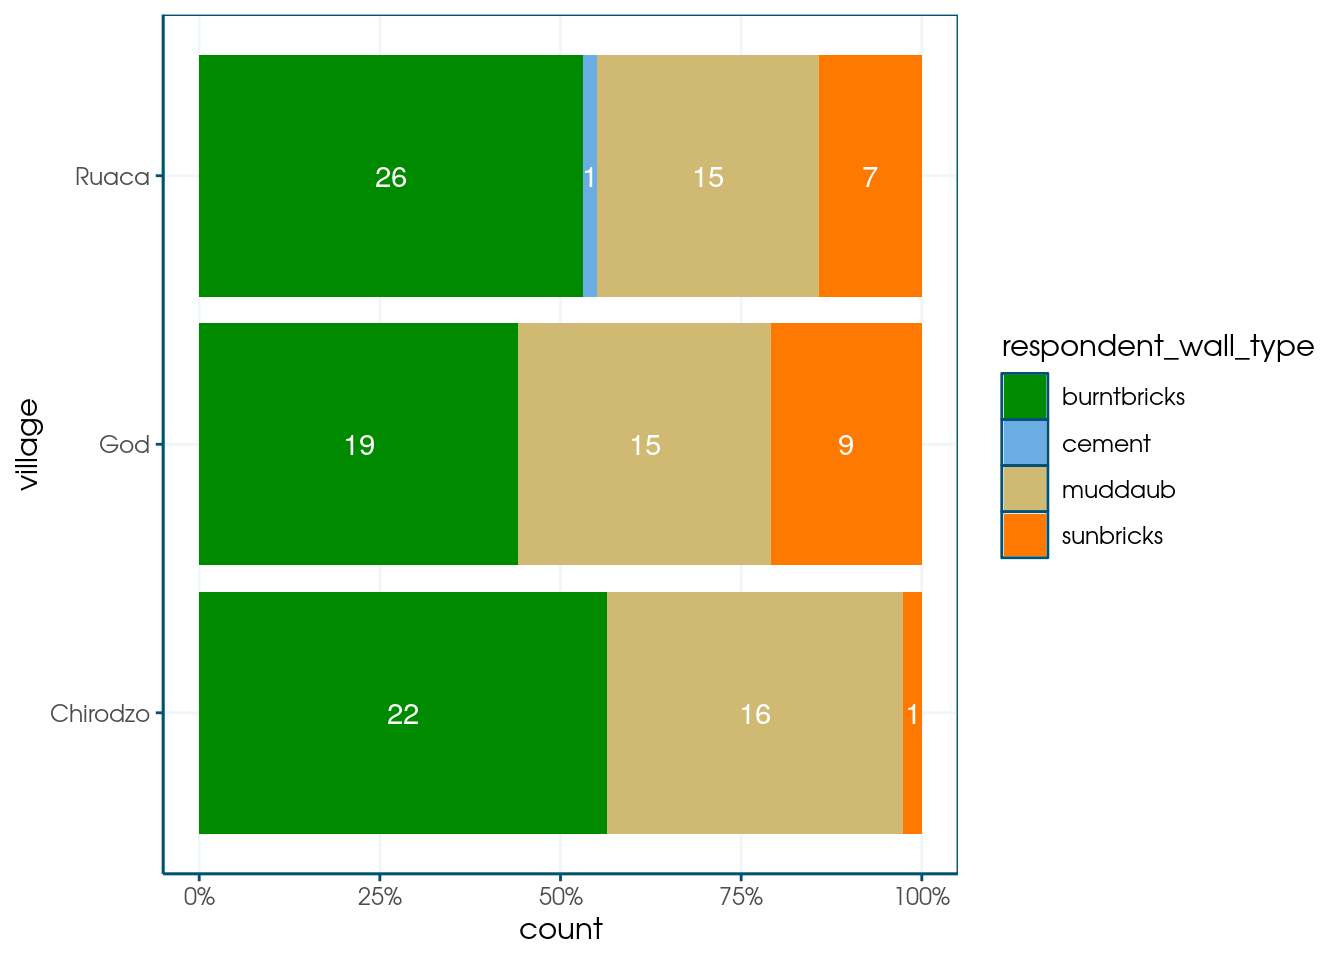 Ruaca
26
1
15
7
God
19
15
9
Chirodzo
22
16
1
0%
25%
50%
75%
100%
count
village
respondent_wall_type
burntbricks
cement
muddaub
sunbricks